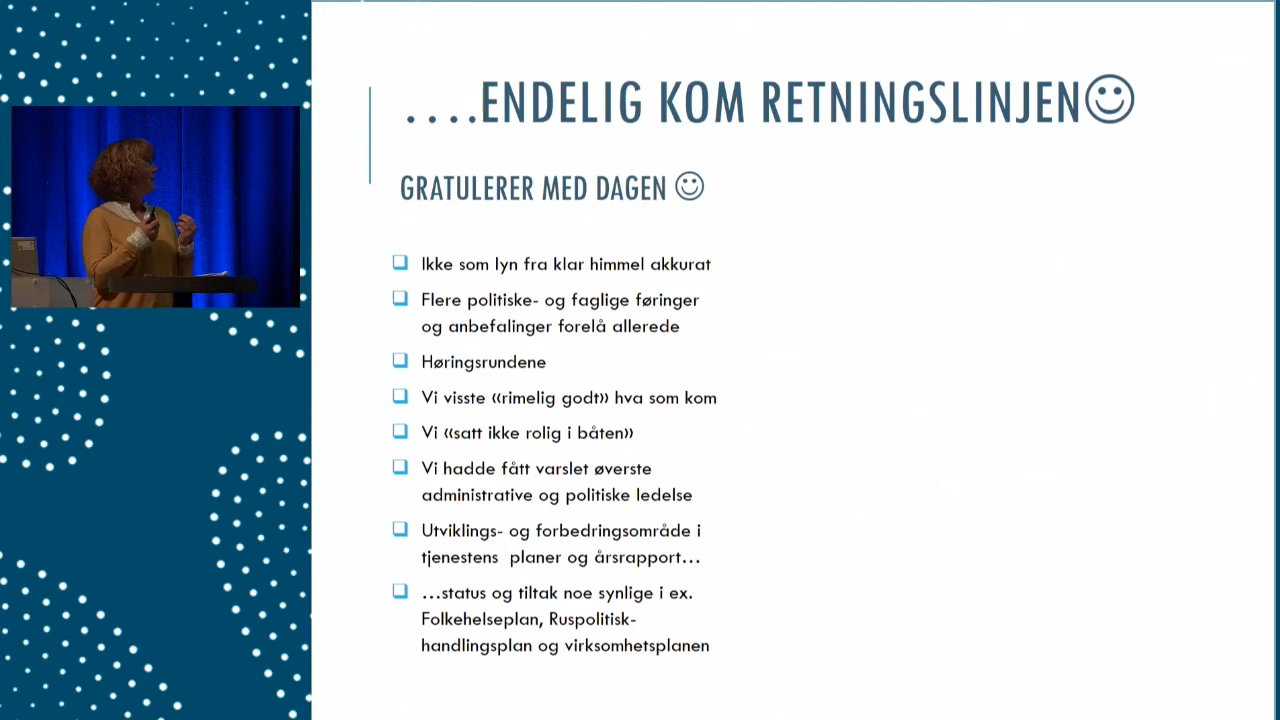 ....ENDELIG KOM RETNINGSLINJEN☺
GRATULERER MED DAGEN ☺
❑ Ikke som lyn fra klar himmel akkurat
❑ Flere politiske- og faglige føringer
og anbefalinger forelå allerede
❑ Høringsrundene
❑ Vi visste «rimelig godt» hva som kom
❑ Vi «satt ikke rolig i båten»
❑ Vi hadde fått varslet øverste
administrative og politiske ledelse
❑ Utviklings- og forbedringsområde i
tjenestens planer og årsrapport...
❑ ...status og tiltak noe synlige i ex.
Folkehelseplan, Ruspolitisk-
handlingsplan og virksomhetsplanen